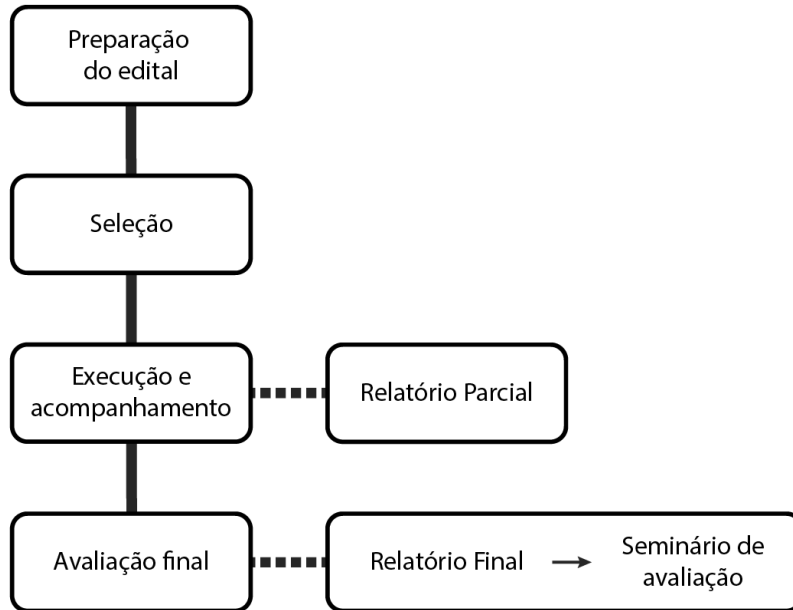 Preparação
do edital
Seleção
Execução e
acompanhamento
Relatório Parcial
Avaliação final
Relatório Final
Seminário de
avaliação